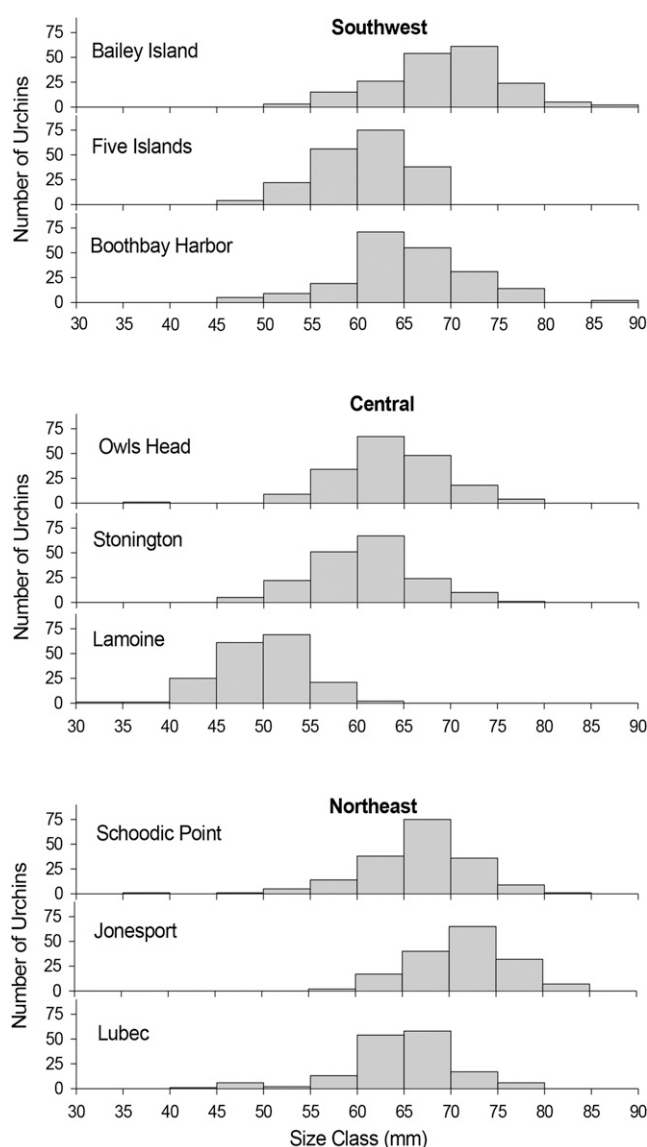 Southwest
Number of Urchins
Bailey Island
75
50
25
0
Five Islands
75
50
25
0
Boothbay Harbor
75
50
25
0
30 35 40 45 50 55 60 65 70 75 80 85 90
Central
Number of Urchins
Owls Head
75
50
25
0
Stonington
75
50
25
0
Lamoine
75
50
25
0
30 35 40 45 50 55 60 65 70 75 80 85 90
Northeast
Number of Urchins
Schoodic Point
75
50
25
0
Jonesport
75
50
25
0
Lubec
75
50
25
0
30 35 40 45 50 55 60 65 70 75 80 85 90
Size Class (mm)